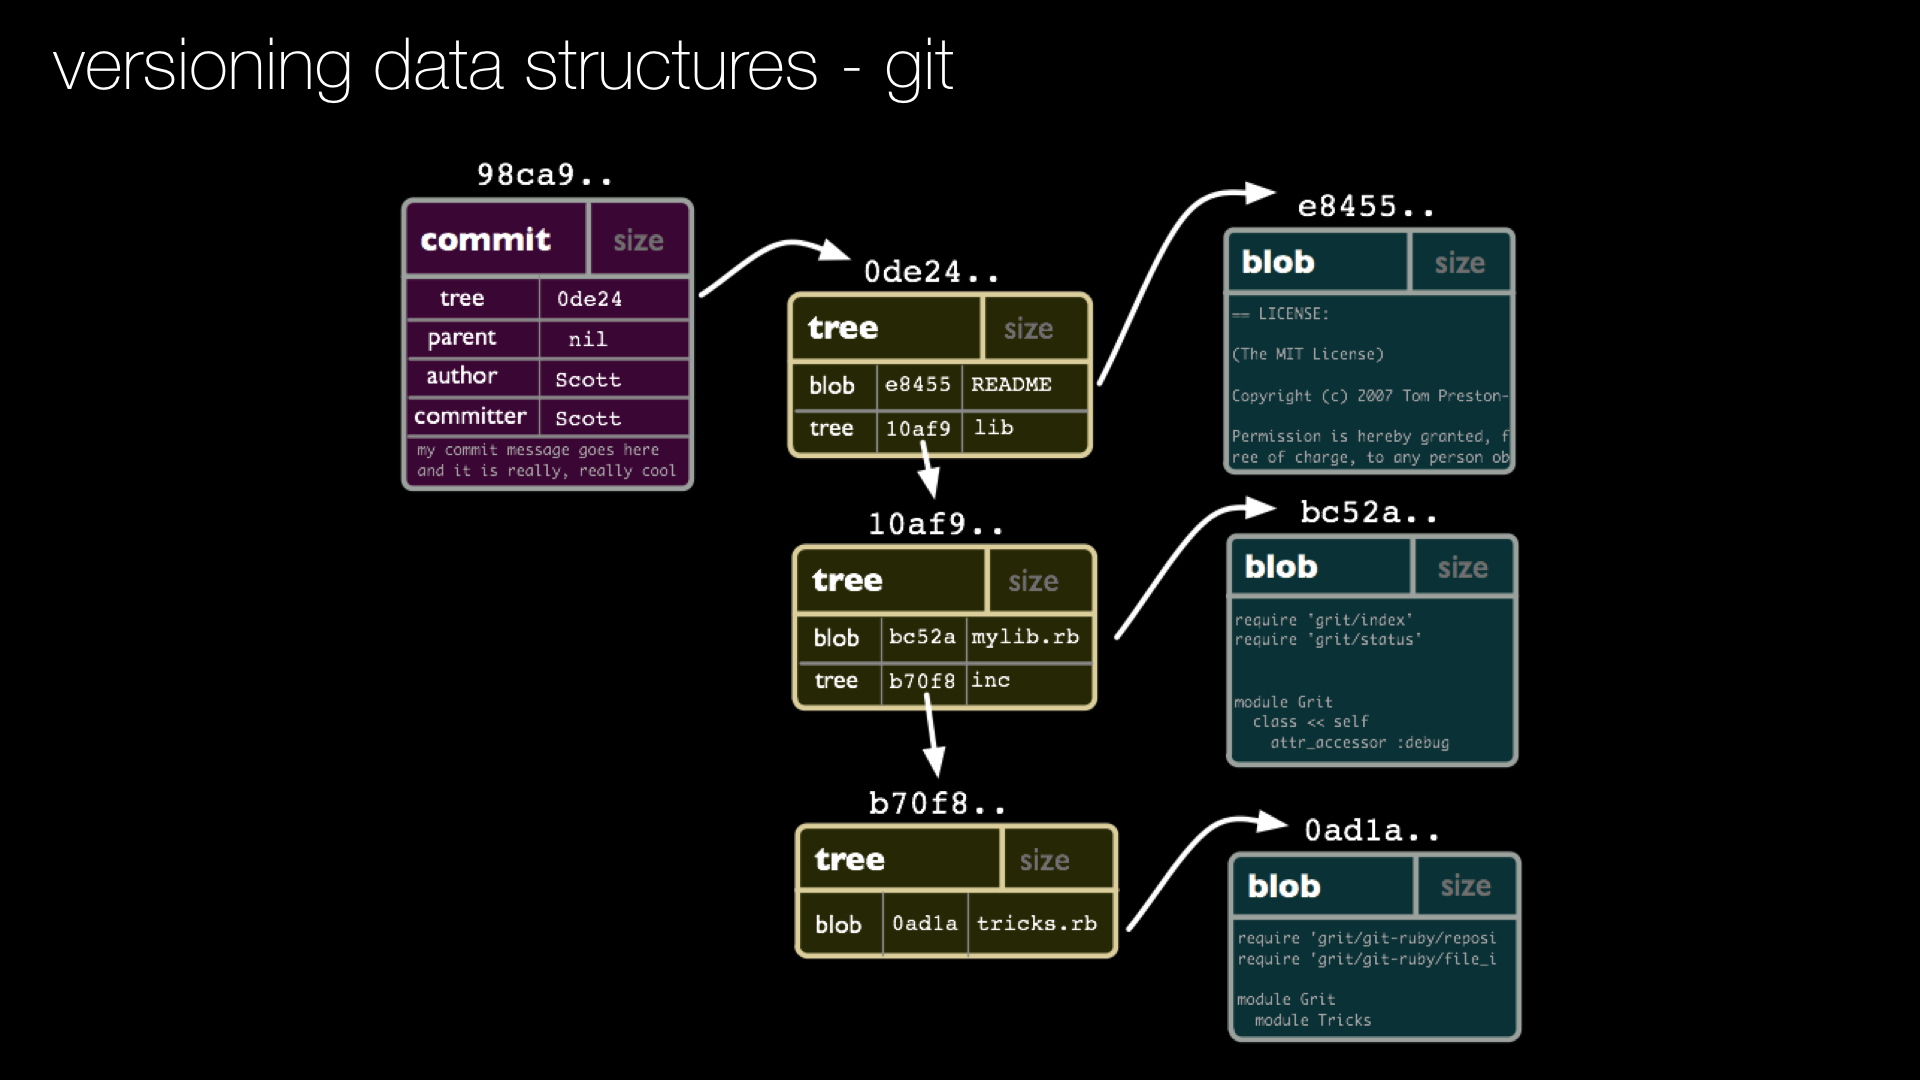 versioning data structures - git
98ca9..
commit size
tree 0de24
parent nil
author Scott
committer Scott
my commit message goes here
and it is really, really cool
0de24..
tree size
blob e8455 README
tree 10af9 lib
10af9..
tree size
blob bc52a mylib.rb
tree b70f8 inc
b70f8..
tree size
blob 0ad1a tricks.rb
e8455..
blob size
== LICENSE:
(The MIT License)
Copyright (c) 2007 Tom Preston-
Permission is hereby granted, f
ree of charge, to any person ob
bc52a..
blob size
require 'grit/index'
require 'grit/status'
module Grit
class << self
attr_accessor :debug
0ad1a..
blob size
require 'grit/git-ruby/reposi
require 'grit/git-ruby/file_i
module Grit
module Tricks